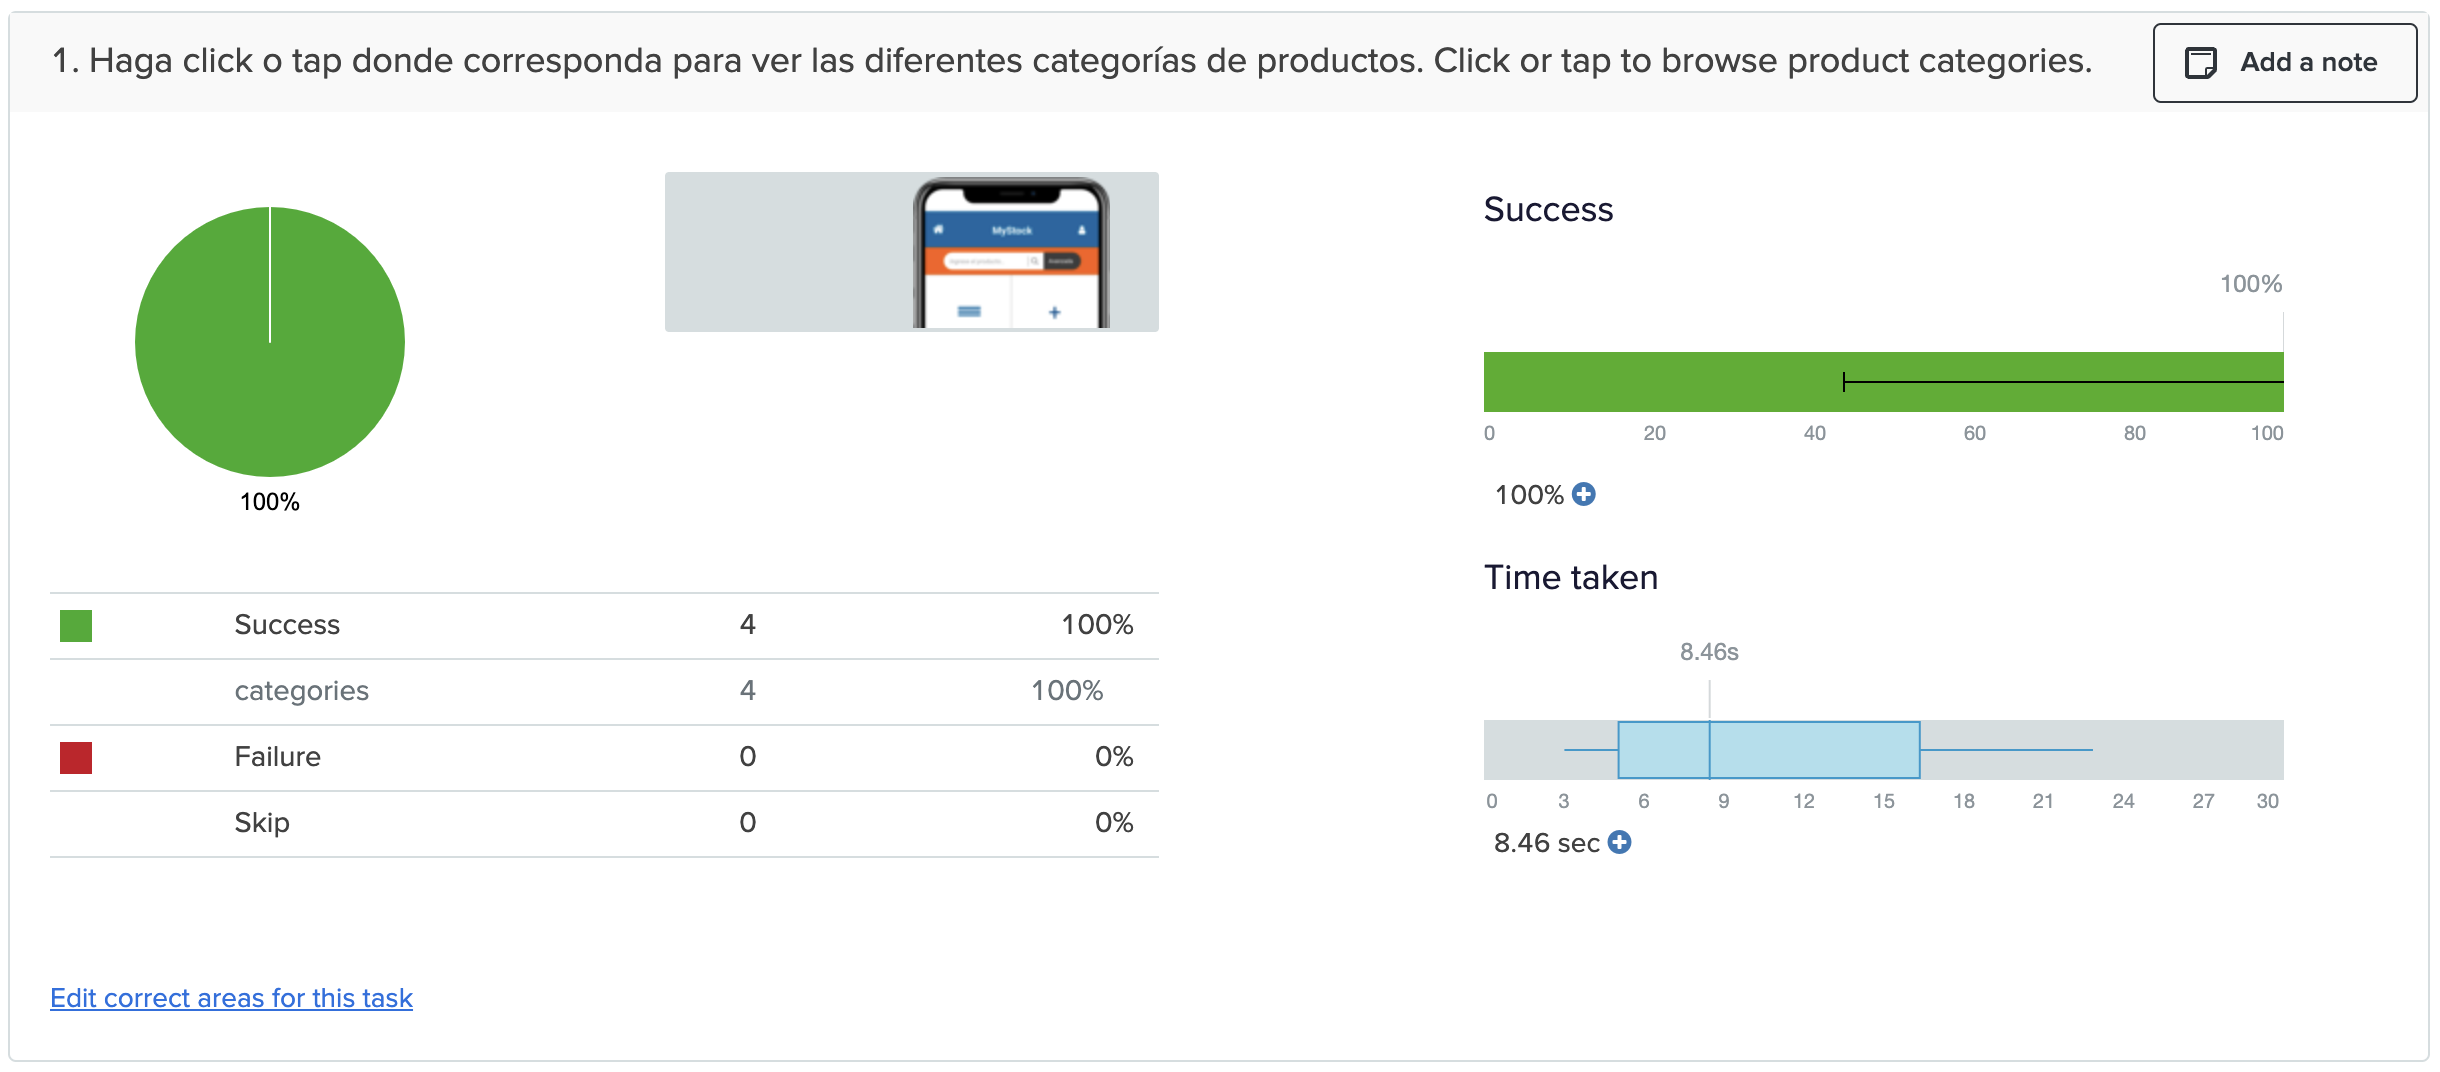 1. Haga click o tap donde corresponda para ver las diferentes categorías de productos. Click or tap to browse product categories.
Add a note
MyStock
100%
Success 4 100%
categories 4 100%
Failure 0 0%
Skip 0 0%
Edit correct areas for this task
Success
100%
0 20 40 60 80 100
100%
Time taken
8.46s
0 3 6 9 12 15 18 21 24 27 30
8.46 sec